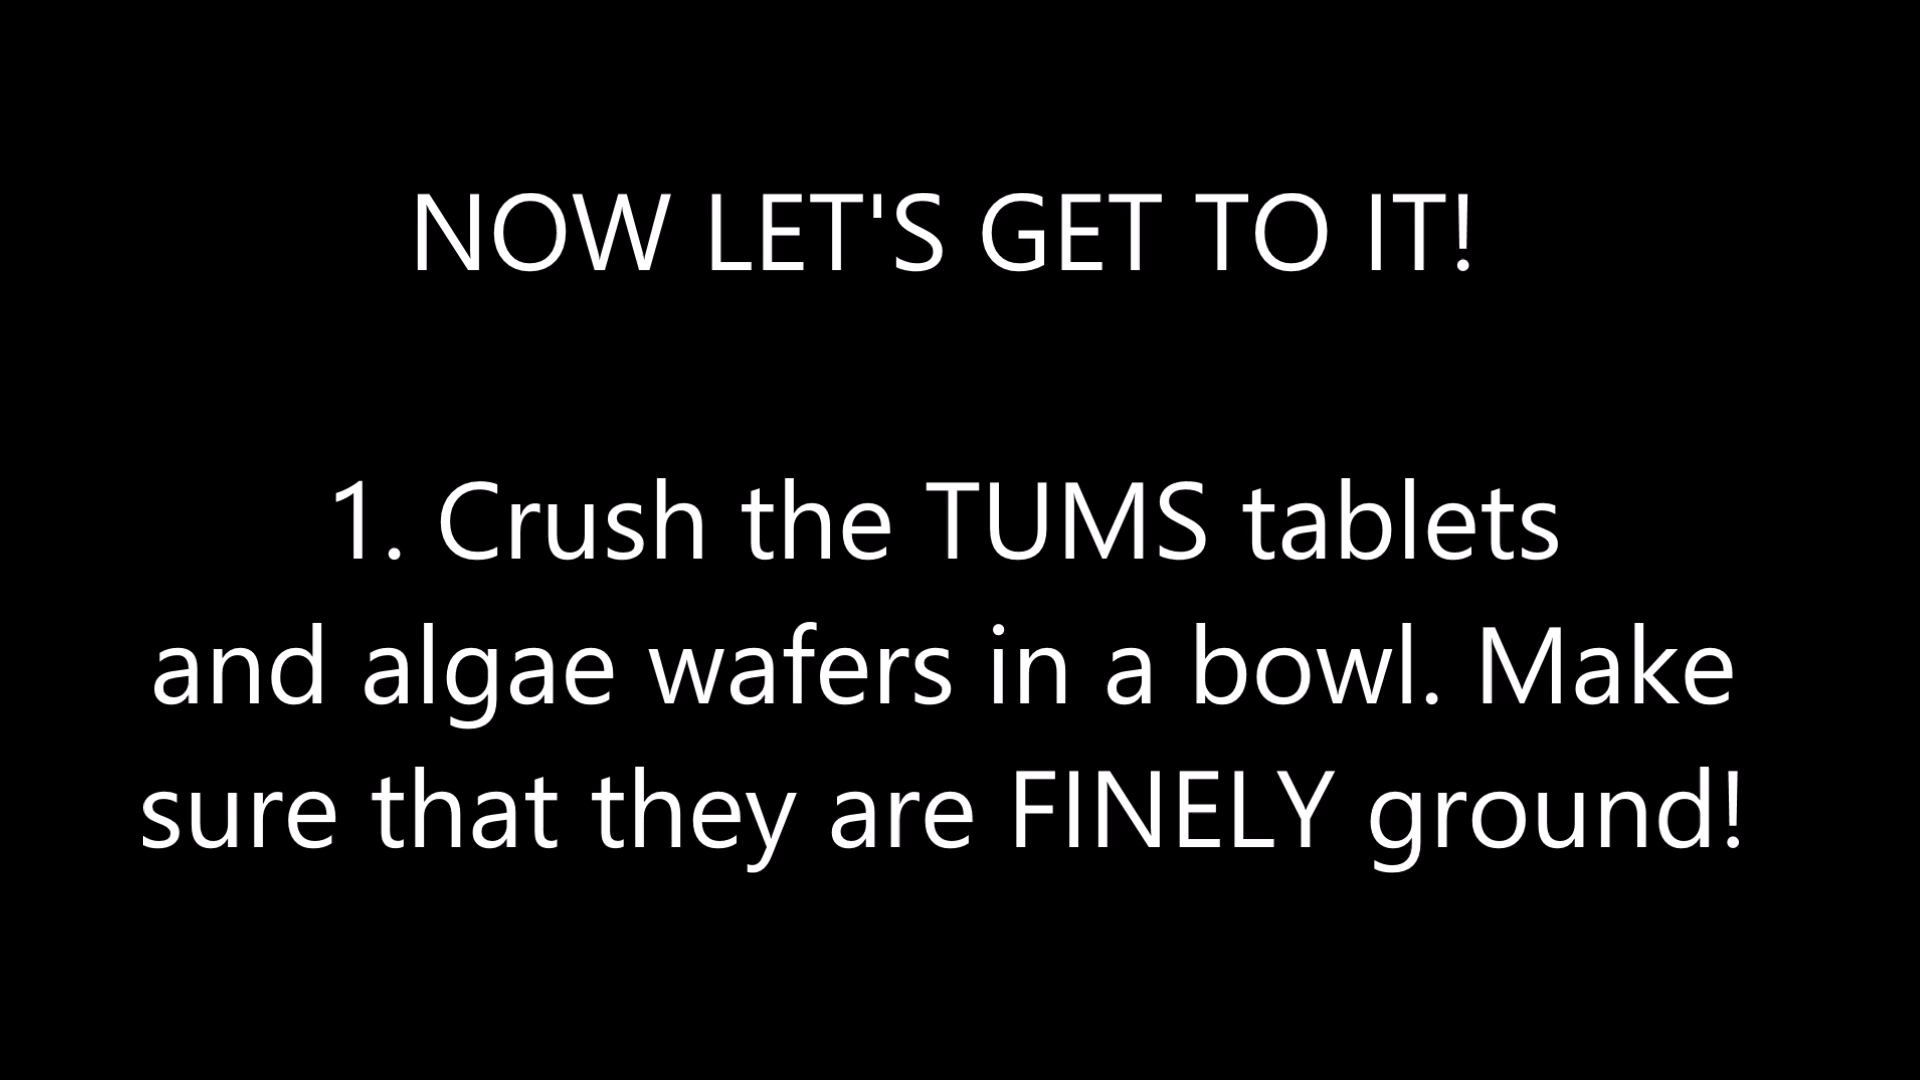 NOW LET'S GET TO IT!
1. Crush the TUMS tablets
and algae wafers in a bowl. Make
sure that they are FINELY ground!